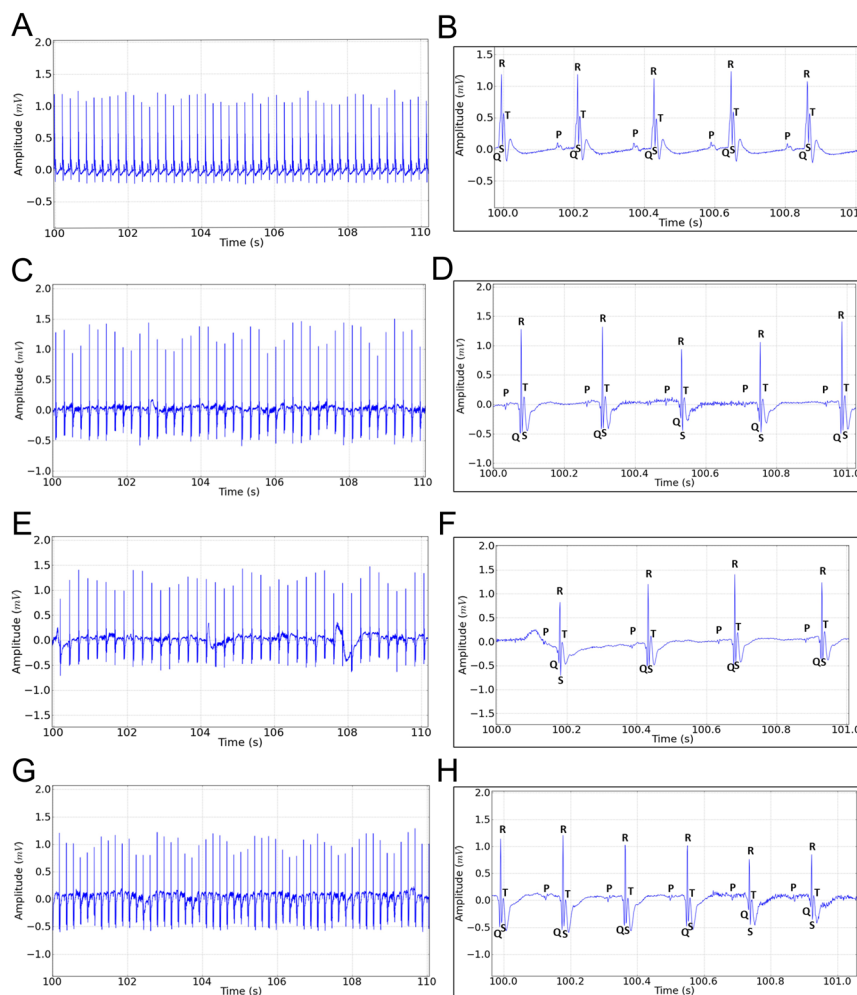 A
Amplitude (mV)
2.0
1.5
1.0
0.5
0.0
−0.5
100 102 104 106 108 110
Time (s)
B
Amplitude (mV)
1.5
1.0
0.5
0.0
−0.5
R R R R R
T T T T T
P P P P
S S S S S
Q Q Q Q Q
100.0 100.2 100.4 100.6 100.8 101.0
Time (s)
C
Amplitude (mV)
2.0
1.5
1.0
0.5
0.0
−0.5
−1.0
100 102 104 106 108 110
Time (s)
D
Amplitude (mV)
2.0
1.5
1.0
0.5
0.0
−0.5
−1.0
R R R R R
P T P T P T P T P T
Q S Q S Q S Q S Q S
100.0 100.2 100.4 100.6 100.8 101.0
Time (s)
E
Amplitude (mV)
2.0
1.5
1.0
0.5
0.0
−0.5
−1.0
−1.5
100 102 104 106 108 110
Time (s)
F
Amplitude (mV)
2.0
1.5
1.0
0.5
0.0
−0.5
−1.0
−1.5
R R R R
P T P T P T P T
Q S Q S Q S Q S
100.0 100.2 100.4 100.6 100.8 101.0
Time (s)
G
Amplitude (mV)
2.0
1.5
1.0
0.5
0.0
−0.5
−1.0
100 102 104 106 108 110
Time (s)
H
Amplitude (mV)
2.0
1.5
1.0
0.5
0.0
−0.5
−1.0
R R R R R R
T P T P T P T P T P T
Q S Q S Q S Q S Q S Q S
100.0 100.2 100.4 100.6 100.8 101.0
Time (s)